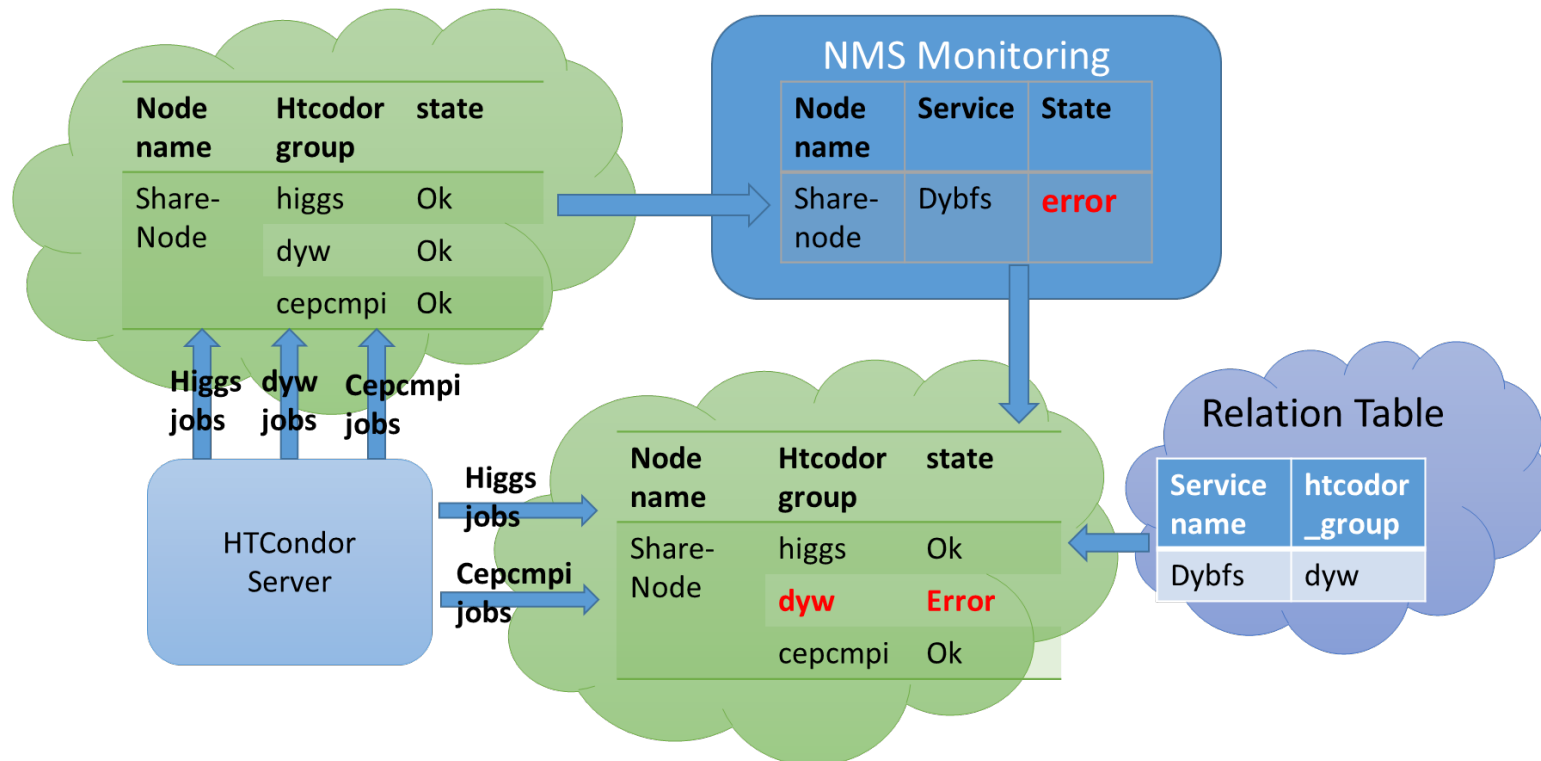 NMS Monitoring
Node name Htcodor group state
Share-Node higgs Ok
dyw Ok
cepcmpi Ok
Node name Service State
Share-node Dybfs error
Higgs jobs
dyw jobs
Cepcmpi jobs
HTCondor
Server
Higgs jobs
Cepcmpi jobs
Node name Htcodor group state
Share-Node higgs Ok
dyw Error
cepcmpi Ok
Relation Table
Service name htcodor_group
Dybfs dyw